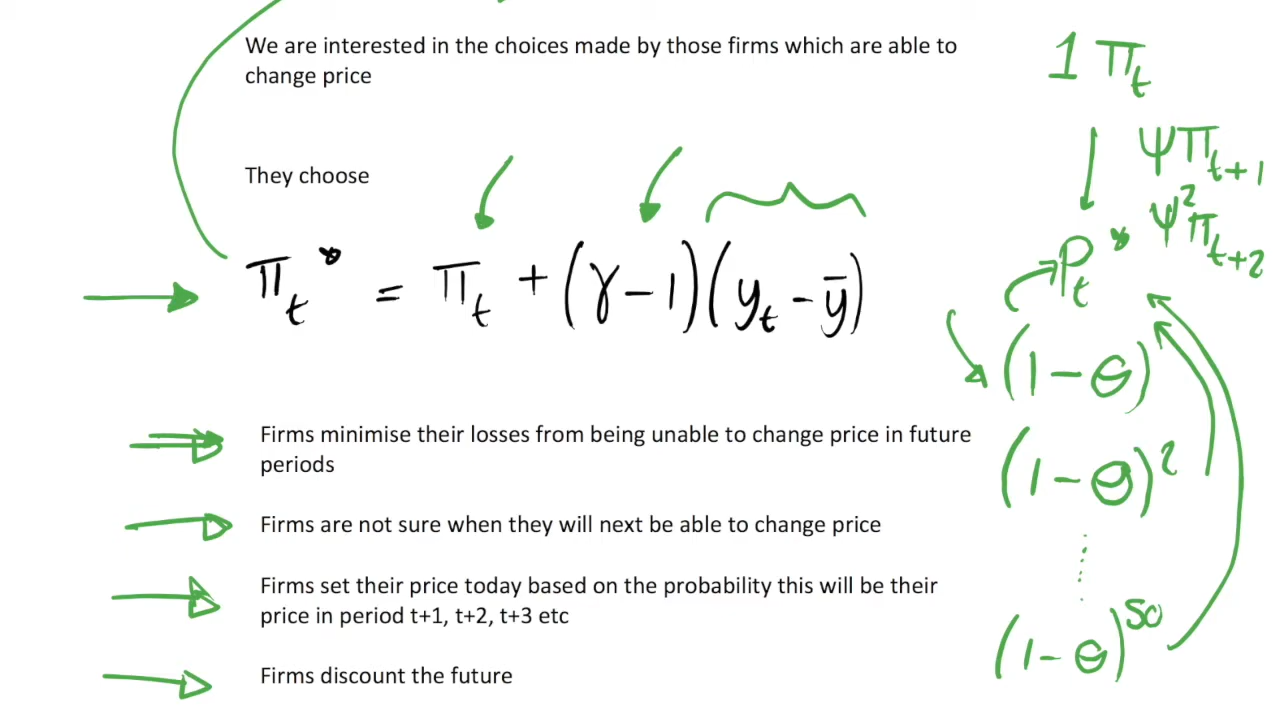 We are interested in the choices made by those firms which are able to
change price
They choose
π_t* = π_t + (γ − 1)(y_t − ȳ)
Firms minimise their losses from being unable to change price in future
periods
Firms are not sure when they will next be able to change price
Firms set their price today based on the probability this will be their
price in period t+1, t+2, t+3 etc
Firms discount the future
1 π_t
ψπ_{t+1}
ψ²π_{t+2}
P_t*
(1 − θ)
(1 − θ)²
(1 − θ)⁵⁰